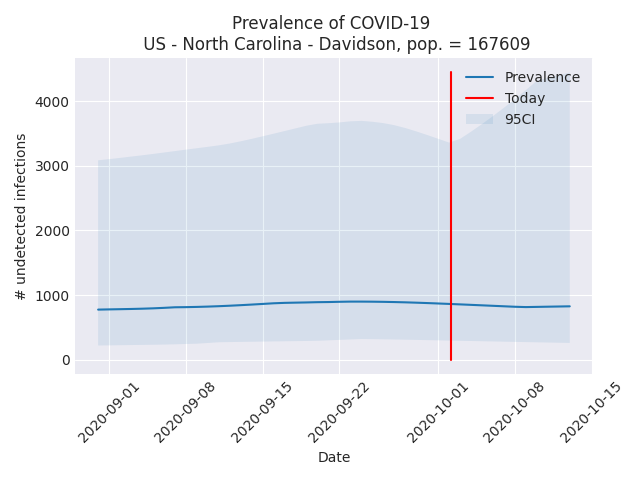 Prevalence of COVID-19
US - North Carolina - Davidson, pop. = 167609
Prevalence
Today
95CI
4000
3000
2000
1000
0
# undetected infections
2020-09-01
2020-09-08
2020-09-15
2020-09-22
2020-10-01
2020-10-08
2020-10-15
Date